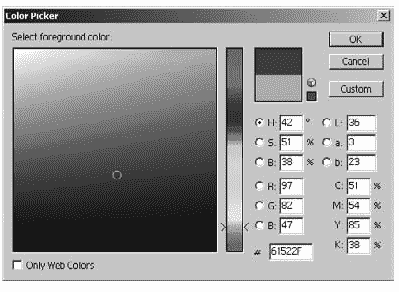 Color Picker
Select foreground color:
OK
Cancel
Custom
H: 42 °
S: 51 %
B: 38 %
R: 97
G: 82
B: 47
# 61522F
L: 36
a: 3
b: 23
C: 51 %
M: 54 %
Y: 85 %
K: 38 %
Only Web Colors